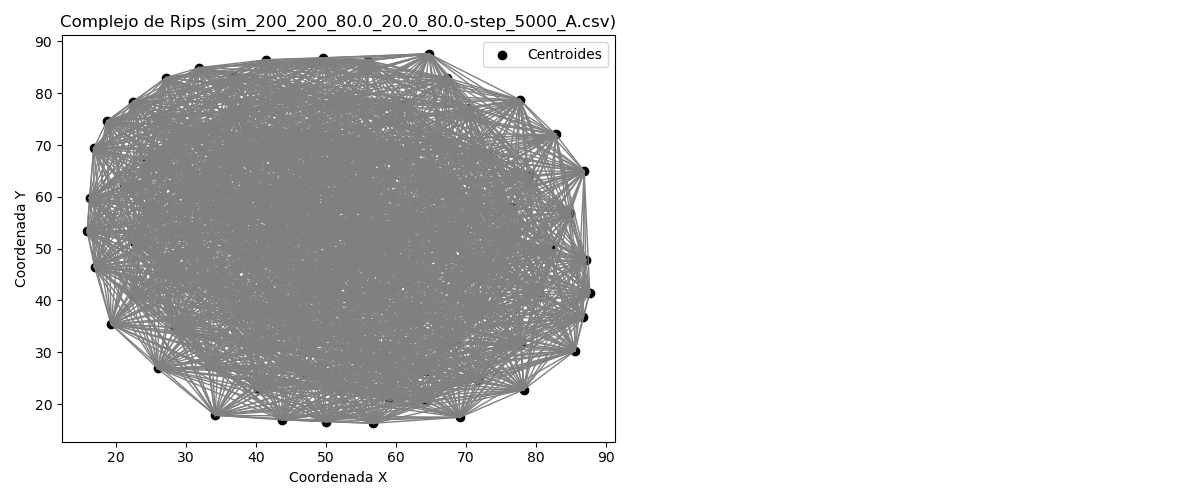 Complejo de Rips (sim_200_200_80.0_20.0_80.0-step_5000_A.csv)
Centroides
90
80
70
60
50
40
30
20
Coordenada Y
20 30 40 50 60 70 80 90
Coordenada X